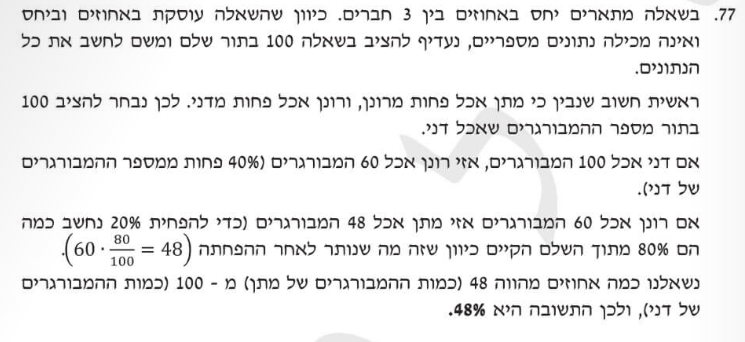 77. בשאלה מתארים יחס באחוזים בין 3 חברים. כיוון שהשאלה עוסקת באחוזים וביחס
ואינה מכילה נתונים מספריים, נעדיף להציב בשאלה 100 בתור שלם ומשם לחשב את כל
הנתונים.
ראשית חשוב שנבין כי מתן אכל פחות מרונן, ורונן אכל פחות מדני. לכן נבחר להציב 100
בתור מספר ההמבורגרים שאכל דני.
אם דני אכל 100 המבורגרים, אזי רונן אכל 60 המבורגרים (40% פחות ממספר ההמבורגרים
של דני).
אם רונן אכל 60 המבורגרים אזי מתן אכל 48 המבורגרים (כדי להפחית 20% נחשב כמה
הם 80% מתוך השלם הקיים כיוון שזה מה שנותר לאחר ההפחתה (60 · 80/100 = 48).
נשאלנו כמה אחוזים מהווה 48 (כמות ההמבורגרים של מתן) מ - 100 (כמות ההמבורגרים
של דני), ולכן התשובה היא 48%.